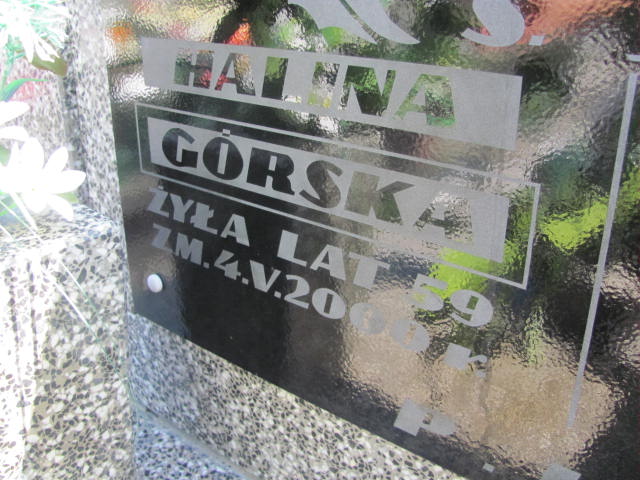 Ś.
HALINA
GÓRSKA
ŻYŁA LAT 59
ZM.4.V.2000 r
P.